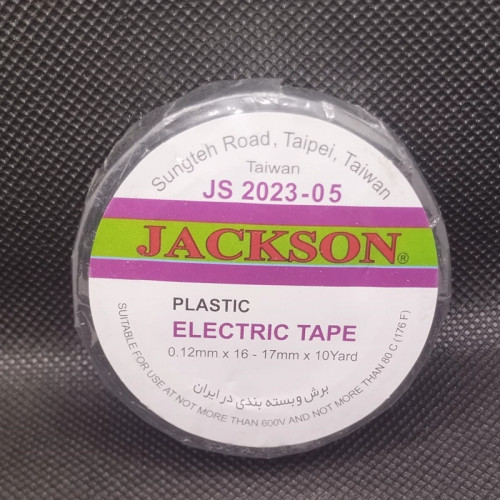 Sungteh Road, Taipei, Taiwan
Taiwan
JS 2023-05
JACKSON®
PLASTIC
ELECTRIC TAPE
0.12mm x 16 - 17mm x 10Yard
برش و بسته بندی در ایران
SUITABLE FOR USE AT NOT MORE THAN 600V AND NOT MORE THAN 80 C (176 F)